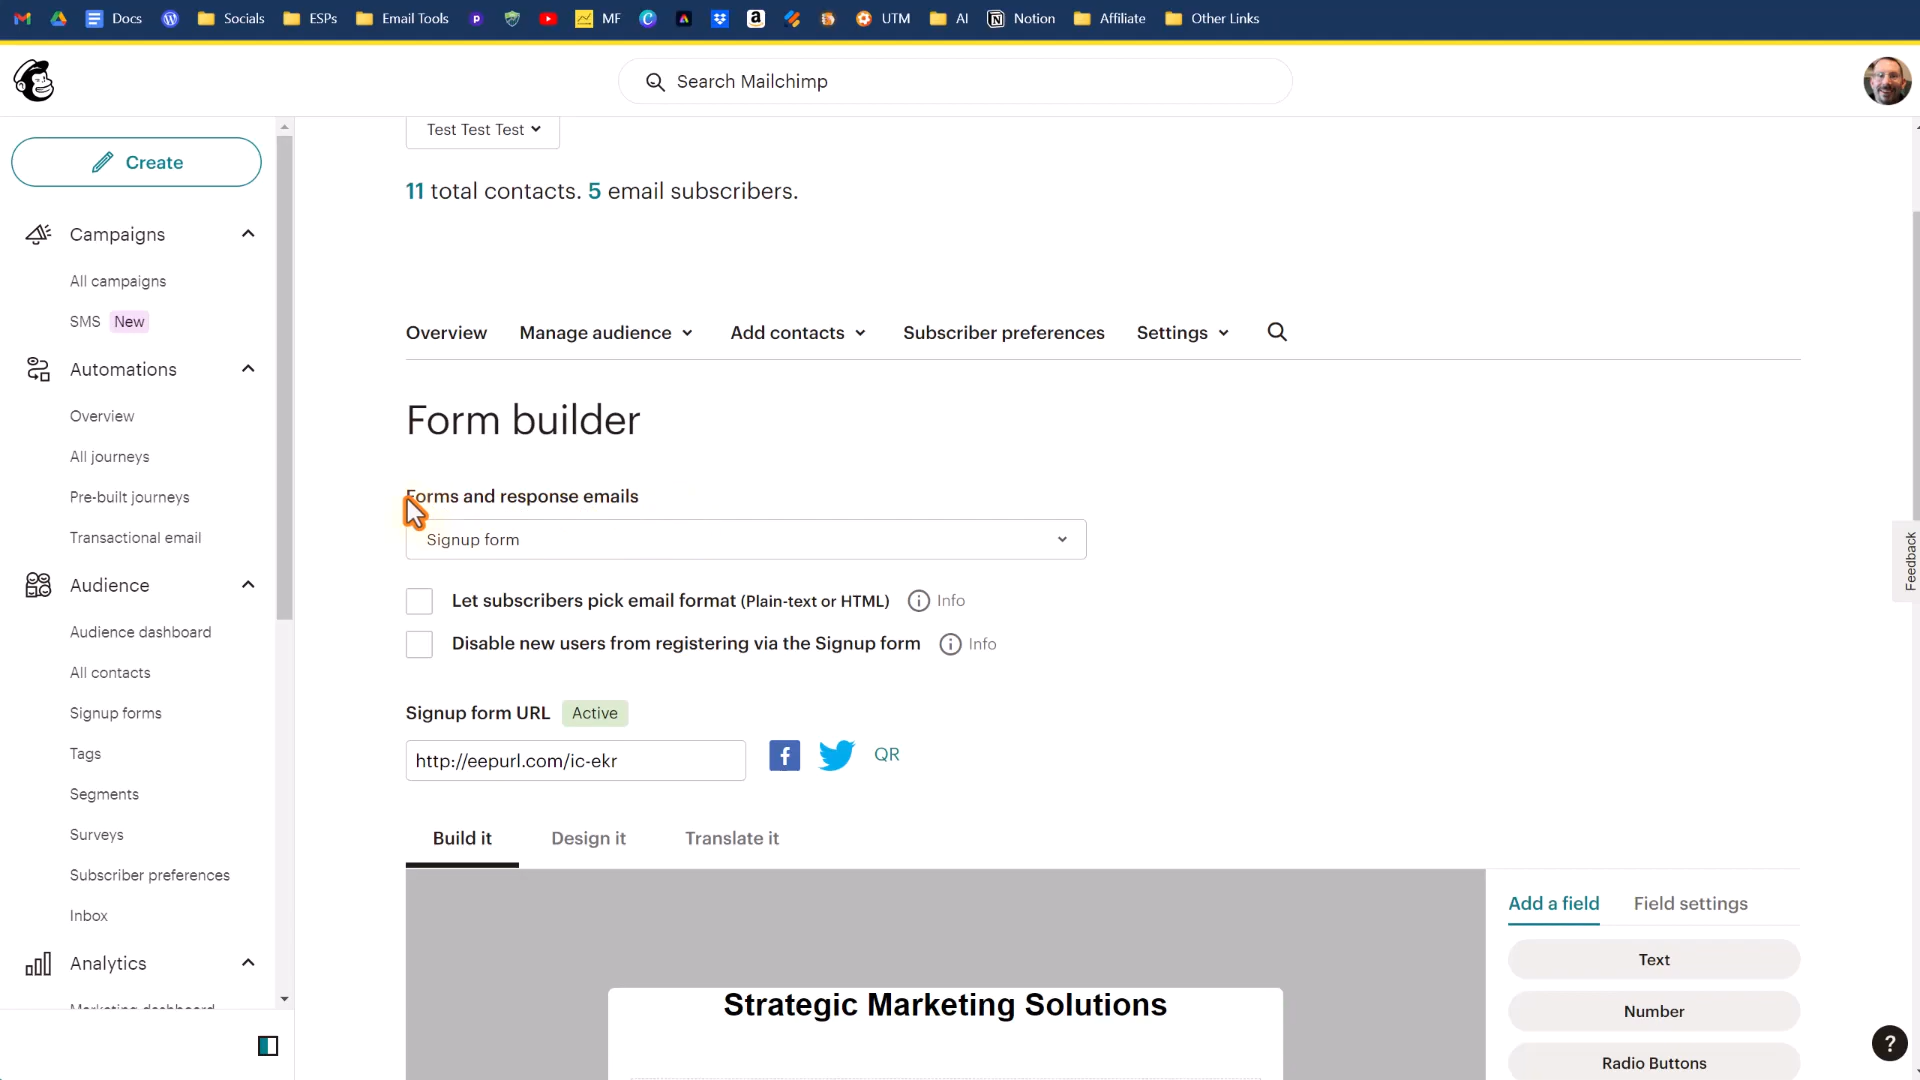 Docs
Socials
ESPs
Email Tools
MF
UTM
AI
Notion
Affiliate
Other Links
Search Mailchimp
Create
Campaigns
All campaigns
SMS New
Automations
Overview
All journeys
Pre-built journeys
Transactional email
Audience
Audience dashboard
All contacts
Signup forms
Tags
Segments
Surveys
Subscriber preferences
Inbox
Analytics
Marketing dashboard
Test Test Test
11 total contacts. 5 email subscribers.
Overview
Manage audience
Add contacts
Subscriber preferences
Settings
Form builder
Forms and response emails
Signup form
Let subscribers pick email format (Plain-text or HTML) Info
Disable new users from registering via the Signup form Info
Signup form URL Active
http://eepurl.com/ic-ekr
QR
Build it
Design it
Translate it
Strategic Marketing Solutions
Add a field
Field settings
Text
Number
Radio Buttons
Feedback
?